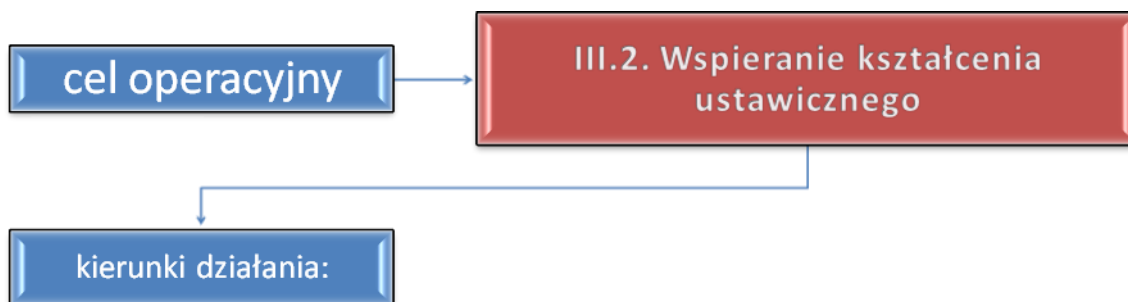 cel operacyjny
III.2. Wspieranie kształcenia
ustawicznego
kierunki działania: